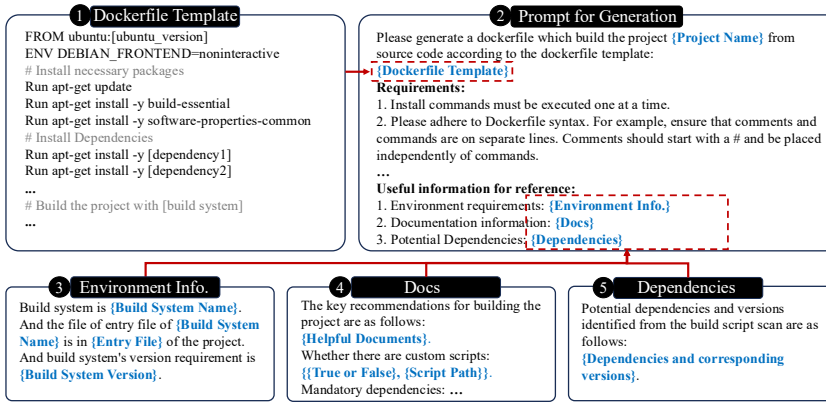 1 Dockerfile Template
FROM ubuntu:[ubuntu_version]
ENV DEBIAN_FRONTEND=noninteractive
# Install necessary packages
Run apt-get update
Run apt-get install -y build-essential
Run apt-get install -y software-properties-common
# Install Dependencies
Run apt-get install -y [dependency1]
Run apt-get install -y [dependency2]
...
# Build the project with [build system]
...
2 Prompt for Generation
Please generate a dockerfile which build the project {Project Name} from
source code according to the dockerfile template:
{Dockerfile Template}
Requirements:
1. Install commands must be executed one at a time.
2. Please adhere to Dockerfile syntax. For example, ensure that comments and
commands are on separate lines. Comments should start with a # and be placed
independently of commands.
...
Useful information for reference:
1. Environment requirements: {Environment Info.}
2. Documentation information: {Docs}
3. Potential Dependencies: {Dependencies}
3 Environment Info.
Build system is {Build System Name}.
And the file of entry file of {Build System
Name} is in {Entry File} of the project.
And build system's version requirement is
{Build System Version}.
4 Docs
The key recommendations for building the
project are as follows:
{Helpful Documents}.
Whether there are custom scripts:
{{True or False}, {Script Path}}.
Mandatory dependencies: ...
5 Dependencies
Potential dependencies and versions
identified from the build script scan are as
follows:
{Dependencies and corresponding
versions}.